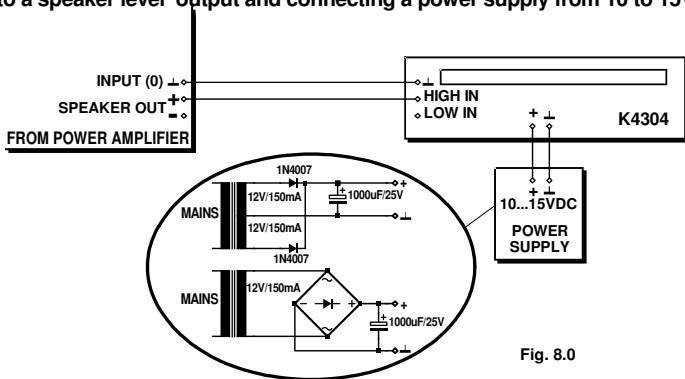 to a speaker level output and connecting a power supply from 10 to 15
INPUT (0) ⊥
SPEAKER OUT +
-
FROM POWER AMPLIFIER
⊥
HIGH IN
LOW IN
K4304
+ ⊥
+ ⊥
10...15VDC
POWER
SUPPLY
1N4007
12V/150mA
+
1000uF/25V
+
MAINS
12V/150mA
⊥
1N4007
MAINS
12V/150mA
~
- +
+
+
1000uF/25V
~
⊥
Fig. 8.0